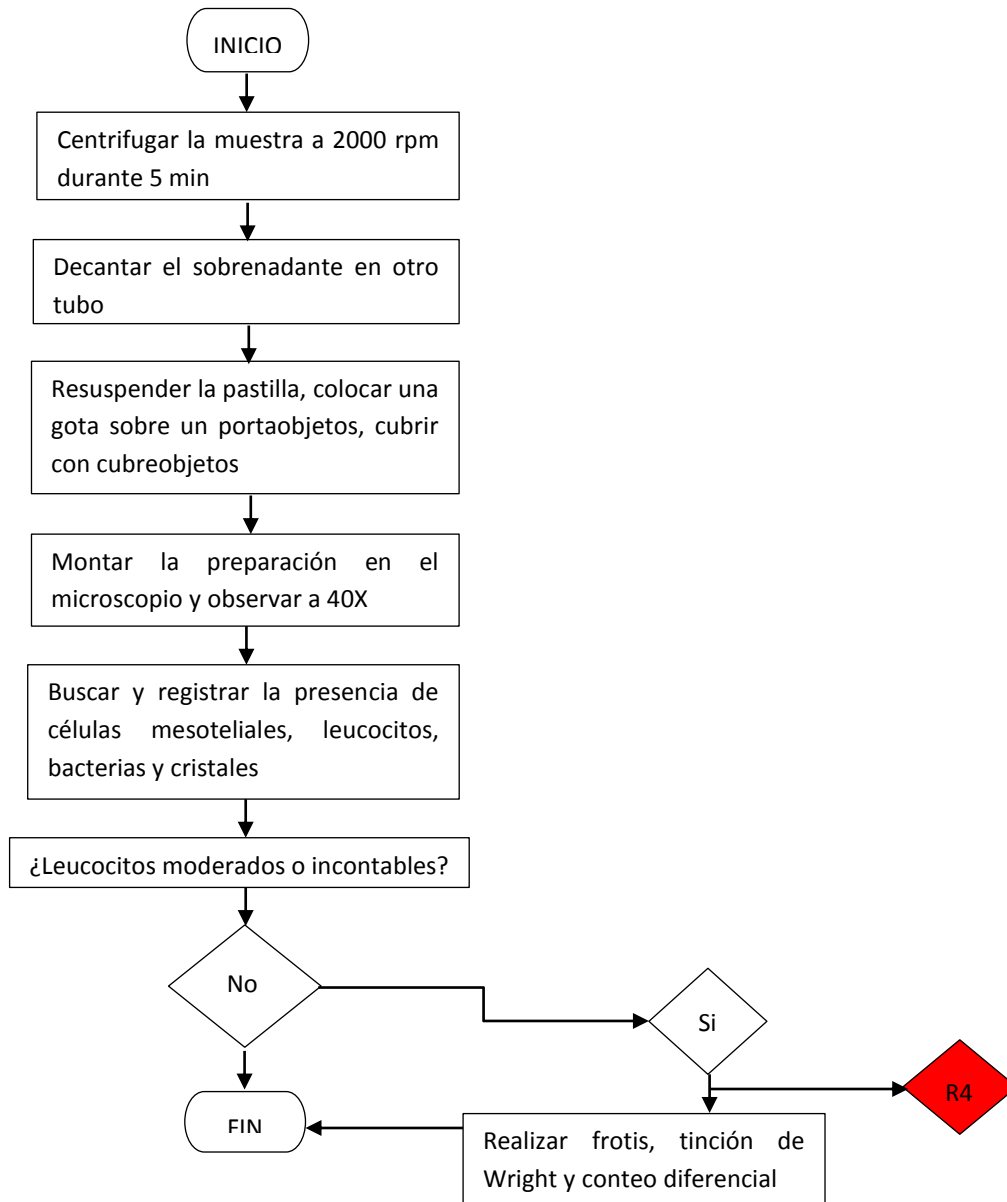 INICIO
Centrifugar la muestra a 2000 rpm
durante 5 min
Decantar el sobrenadante en otro
tubo
Resuspender la pastilla, colocar una
gota sobre un portaobjetos, cubrir
con cubreobjetos
Montar la preparación en el
microscopio y observar a 40X
Buscar y registrar la presencia de
células mesoteliales, leucocitos,
bacterias y cristales
¿Leucocitos moderados o incontables?
No
Si
R4
FIN
Realizar frotis, tinción de
Wright y conteo diferencial